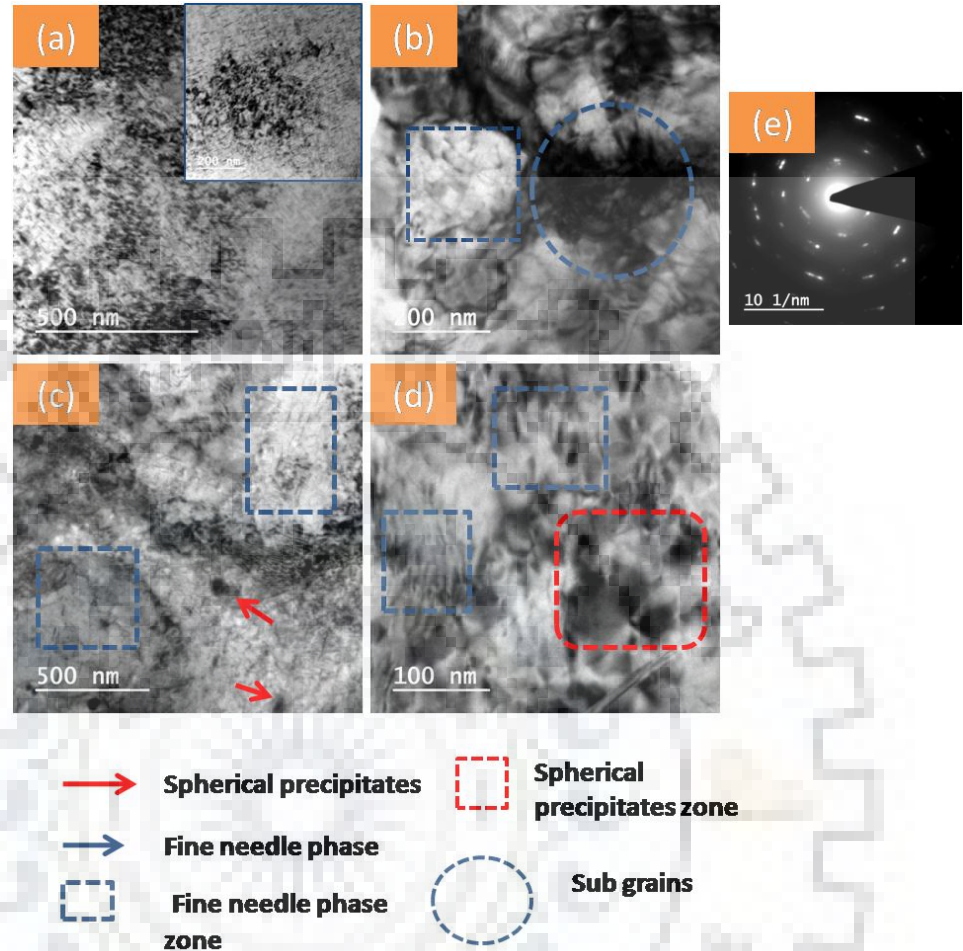 (a)
200 nm
500 nm
(b)
200 nm
(e)
10 1/nm
(c)
500 nm
(d)
100 nm
Spherical precipitates
Spherical
precipitates zone
Fine needle phase
Fine needle phase
zone
Sub grains